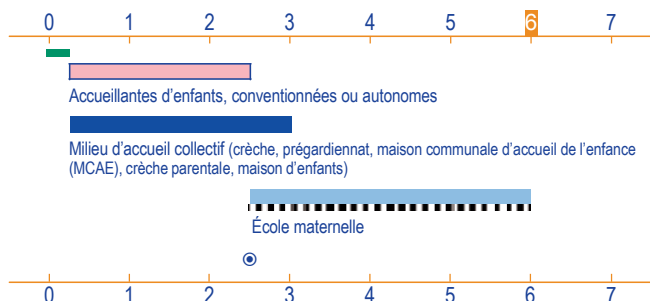 0 1 2 3 4 5 6 7
Accueillantes d'enfants, conventionnées ou autonomes
Milieu d'accueil collectif (crèche, prégardiennat, maison communale d'accueil de l'enfance
(MCAE), crèche parentale, maison d'enfants)
École maternelle
0 1 2 3 4 5 6 7